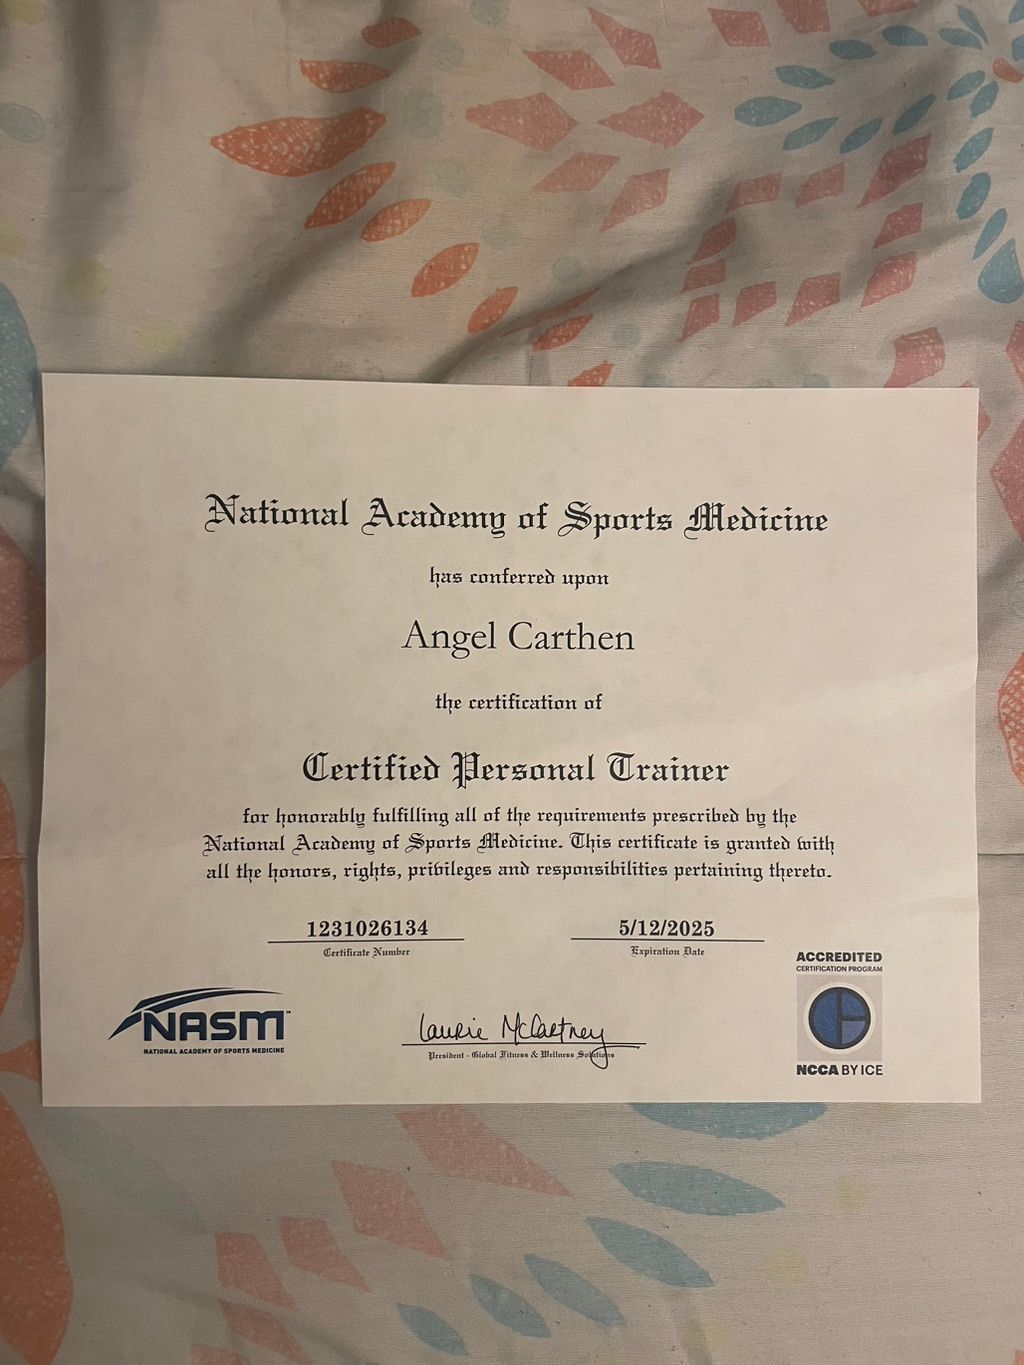 National Academy of Sports Medicine
has conferred upon
Angel Carthen
the certification of
Certified Personal Trainer
for honorably fulfilling all of the requirements prescribed by the
National Academy of Sports Medicine. This certificate is granted with
all the honors, rights, privileges and responsibilities pertaining thereto.
1231026134
Certificate Number
5/12/2025
Expiration Date
NASM™
NATIONAL ACADEMY OF SPORTS MEDICINE
Laurie McCartney
President - Global Fitness & Wellness Solutions
ACCREDITED
CERTIFICATION PROGRAM
NCCA BY ICE